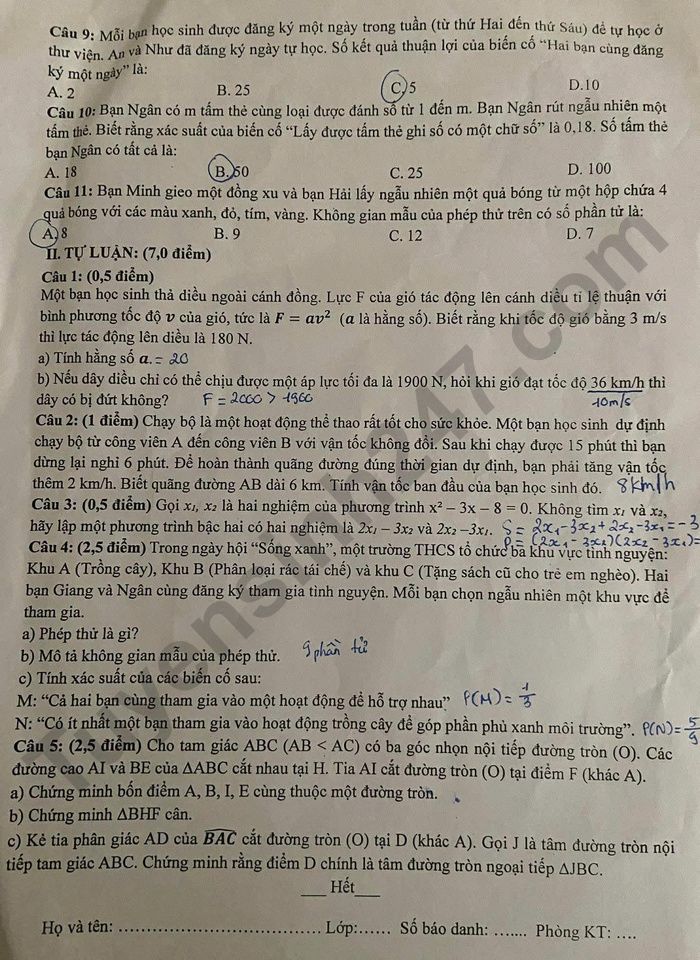 Câu 9: Mỗi bạn học sinh được đăng ký một ngày trong tuần (từ thứ Hai đến thứ Sáu) để tự học ở
thư viện. An và Như đã đăng ký ngày tự học. Số kết quả thuận lợi của biến cố “Hai bạn cùng đăng
ký một ngày” là:
A. 2 B. 25 C. 5 D.10
Câu 10: Bạn Ngân có m tấm thẻ cùng loại được đánh số từ 1 đến m. Bạn Ngân rút ngẫu nhiên một
tấm thẻ. Biết rằng xác suất của biến cố “Lấy được tấm thẻ ghi số có một chữ số” là 0,18. Số tấm thẻ
bạn Ngân có tất cả là:
A. 18 B. 50 C. 25 D. 100
Câu 11: Bạn Minh gieo một đồng xu và bạn Hải lấy ngẫu nhiên một quả bóng từ một hộp chứa 4
quả bóng với các màu xanh, đỏ, tím, vàng. Không gian mẫu của phép thử trên có số phần tử là:
A. 8 B. 9 C. 12 D. 7
II. TỰ LUẬN: (7,0 điểm)
Câu 1: (0,5 điểm)
Một bạn học sinh thả diều ngoài cánh đồng. Lực F của gió tác động lên cánh diều tỉ lệ thuận với
bình phương tốc độ v của gió, tức là F = av² (a là hằng số). Biết rằng khi tốc độ gió bằng 3 m/s
thì lực tác động lên diều là 180 N.
a) Tính hằng số a. = 20
b) Nếu dây diều chỉ có thể chịu được một áp lực tối đa là 1900 N, hỏi khi gió đạt tốc độ 36 km/h thì
dây có bị đứt không? F = 2000 > 1900 10m/s
Câu 2: (1 điểm) Chạy bộ là một hoạt động thể thao rất tốt cho sức khỏe. Một bạn học sinh dự định
chạy bộ từ công viên A đến công viên B với vận tốc không đổi. Sau khi chạy được 15 phút thì bạn
dừng lại nghỉ 6 phút. Để hoàn thành quãng đường đúng thời gian dự định, bạn phải tăng vận tốc
thêm 2 km/h. Biết quãng đường AB dài 6 km. Tính vận tốc ban đầu của bạn học sinh đó. 8 km/h
Câu 3: (0,5 điểm) Gọi x₁, x₂ là hai nghiệm của phương trình x² – 3x – 8 = 0. Không tìm x₁ và x₂,
hãy lập một phương trình bậc hai có hai nghiệm là 2x₁ – 3x₂ và 2x₂ –3x₁. S = 2x₁ - 3x₂ + 2x₂ - 3x₁ = -3
P = (2x₁ - 3x₂)(2x₂ - 3x₁) =
Câu 4: (2,5 điểm) Trong ngày hội “Sống xanh”, một trường THCS tổ chức ba khu vực tình nguyện:
Khu A (Trồng cây), Khu B (Phân loại rác tái chế) và khu C (Tặng sách cũ cho trẻ em nghèo). Hai
bạn Giang và Ngân cùng đăng ký tham gia tình nguyện. Mỗi bạn chọn ngẫu nhiên một khu vực để
tham gia.
a) Phép thử là gì?
b) Mô tả không gian mẫu của phép thử. 9 phần tử
c) Tính xác suất của các biến cố sau:
M: “Cả hai bạn cùng tham gia vào một hoạt động để hỗ trợ nhau” P(M) = 1/3
N: “Có ít nhất một bạn tham gia vào hoạt động trồng cây để góp phần phủ xanh môi trường”. P(N) = 5/9
Câu 5: (2,5 điểm) Cho tam giác ABC (AB < AC) có ba góc nhọn nội tiếp đường tròn (O). Các
đường cao AI và BE của ΔABC cắt nhau tại H. Tia AI cắt đường tròn (O) tại điểm F (khác A).
a) Chứng minh bốn điểm A, B, I, E cùng thuộc một đường tròn.
b) Chứng minh ΔBHF cân.
c) Kẻ tia phân giác AD của BAC cắt đường tròn (O) tại D (khác A). Gọi J là tâm đường tròn nội
tiếp tam giác ABC. Chứng minh rằng điểm D chính là tâm đường tròn ngoại tiếp ΔJBC.
___ Hết___
Họ và tên: ……………………………… Lớp:…… Số báo danh: ……. Phòng KT: ….